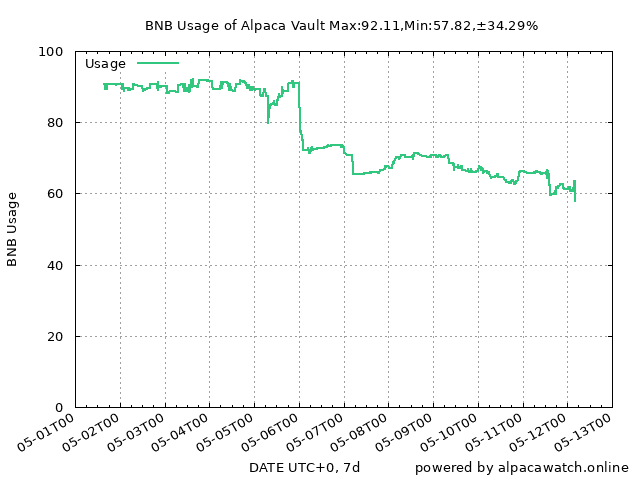 BNB Usage of Alpaca Vault Max:92.11,Min:57.82,±34.29%
Usage
100
80
60
40
20
0
BNB Usage
05-01T00
05-02T00
05-03T00
05-04T00
05-05T00
05-06T00
05-07T00
05-08T00
05-09T00
05-10T00
05-11T00
05-12T00
05-13T00
DATE UTC+0, 7d
powered by alpacawatch.online